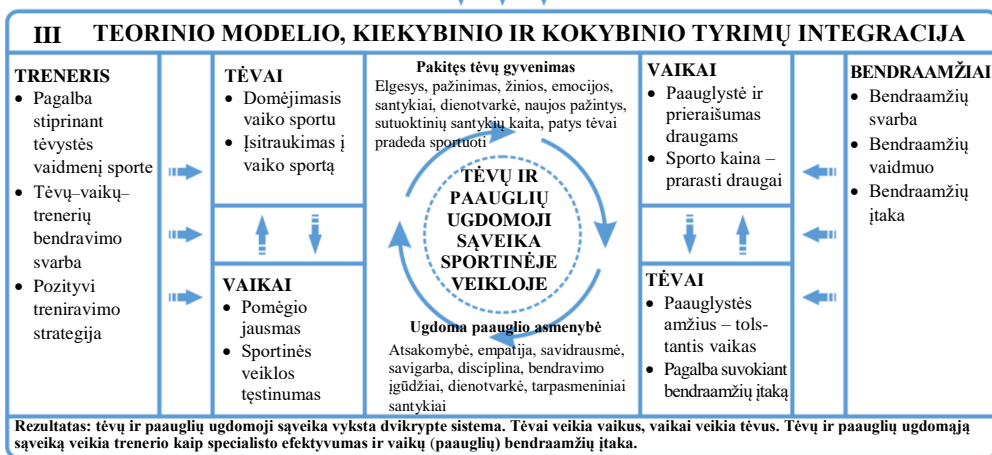 III TEORINIO MODELIO, KIEKYBINIO IR KOKYBINIO TYRIMŲ INTEGRACIJA
TRENERIS
• Pagalba
stiprinant
tėvystės
vaidmenį sporte
• Tėvų–vaikų–
trenerių
bendravimo
svarba
• Pozityvi
treniravimo
strategija
TĖVAI
• Domėjimasis
vaiko sportu
• Įsitraukimas į
vaiko sportą
VAIKAI
• Pomėgio
jausmas
• Sportinės
veiklos
tęstinumas
Pakitęs tėvų gyvenimas
Elgesys, pažinimas, žinios, emocijos,
santykiai, dienotvarkė, naujos pažintys,
sutuoktinių santykių kaita, patys tėvai
pradeda sportuoti
TĖVŲ IR
PAAUGLIŲ
UGDOMOJI
SĄVEIKA
SPORTINĖJE
VEIKLOJE
Ugdoma paauglio asmenybė
Atsakomybė, empatija, savidrausmė,
savigarba, disciplina, bendravimo
įgūdžiai, dienotvarkė, tarpasmeniniai
santykiai
VAIKAI
• Paauglystė ir
prieraišumas
draugams
• Sporto kaina –
prarasti draugai
TĖVAI
• Paauglystės
amžius – tols-
tantis vaikas
• Pagalba suvokiant
bendraamžių įtaką
BENDRAAMŽIAI
• Bendraamžių
svarba
• Bendraamžių
vaidmuo
• Bendraamžių
įtaka
Rezultatas: tėvų ir paauglių ugdomoji sąveika vyksta dvikrypte sistema. Tėvai veikia vaikus, vaikai veikia tėvus. Tėvų ir paauglių ugdomąją
sąveiką veikia trenerio kaip specialisto efektyvumas ir vaikų (paauglių) bendraamžių įtaka.